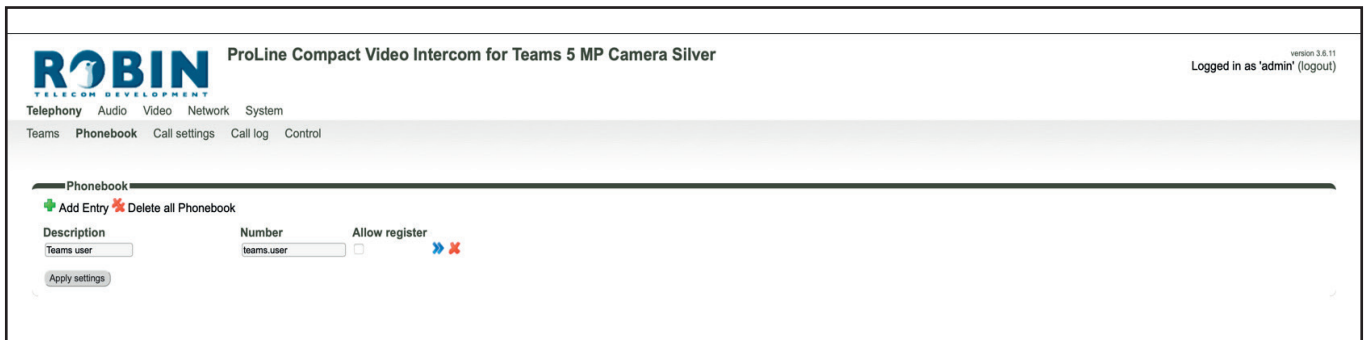 ROBIN
TELECOM DEVELOPMENT
ProLine Compact Video Intercom for Teams 5 MP Camera Silver
version 3.6.11
Logged in as 'admin' (logout)
Telephony Audio Video Network System
Teams Phonebook Call settings Call log Control
Phonebook
Add Entry Delete all Phonebook
Description Number Allow register
Teams user teams.user
Apply settings